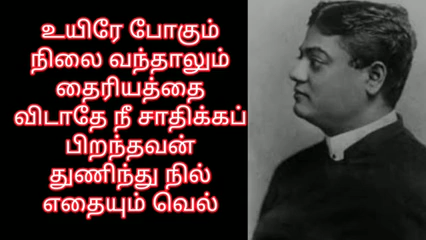 உயிரே போகும்
நிலை வந்தாலும்
தைரியத்தை
விடாதே நீ சாதிக்கப்
பிறந்தவன்
துணிந்து நில்
எதையும் வெல்